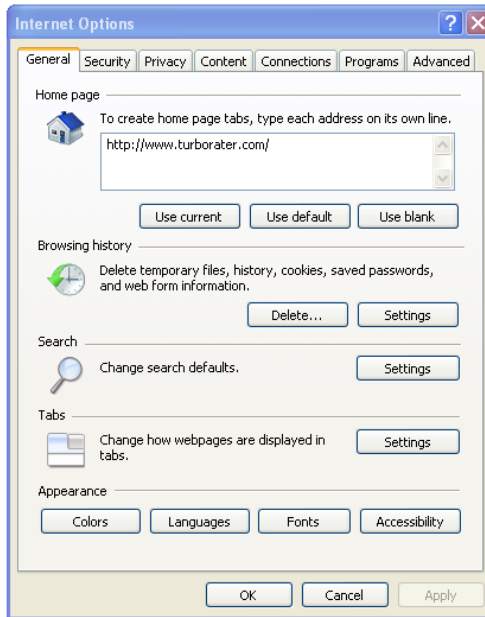 Internet Options
General Security Privacy Content Connections Programs Advanced
Home page
To create home page tabs, type each address on its own line.
http://www.turborater.com/
Use current Use default Use blank
Browsing history
Delete temporary files, history, cookies, saved passwords,
and web form information.
Delete... Settings
Search
Change search defaults. Settings
Tabs
Change how webpages are displayed in
tabs.
Settings
Appearance
Colors Languages Fonts Accessibility
OK Cancel Apply